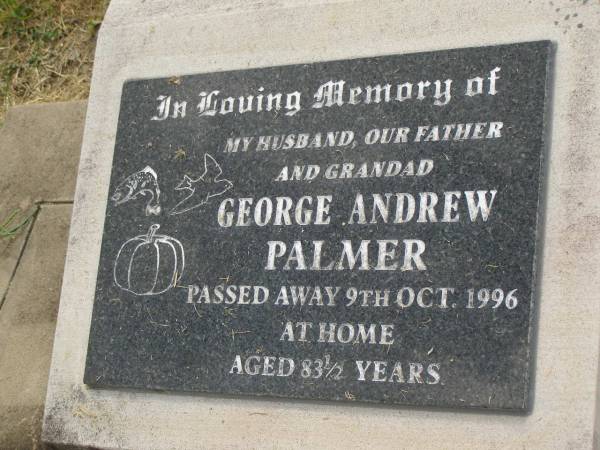 In Loving Memory of
MY HUSBAND, OUR FATHER
AND GRANDAD
GEORGE ANDREW
PALMER
PASSED AWAY 9TH OCT. 1996
AT HOME
AGED 83½ YEARS